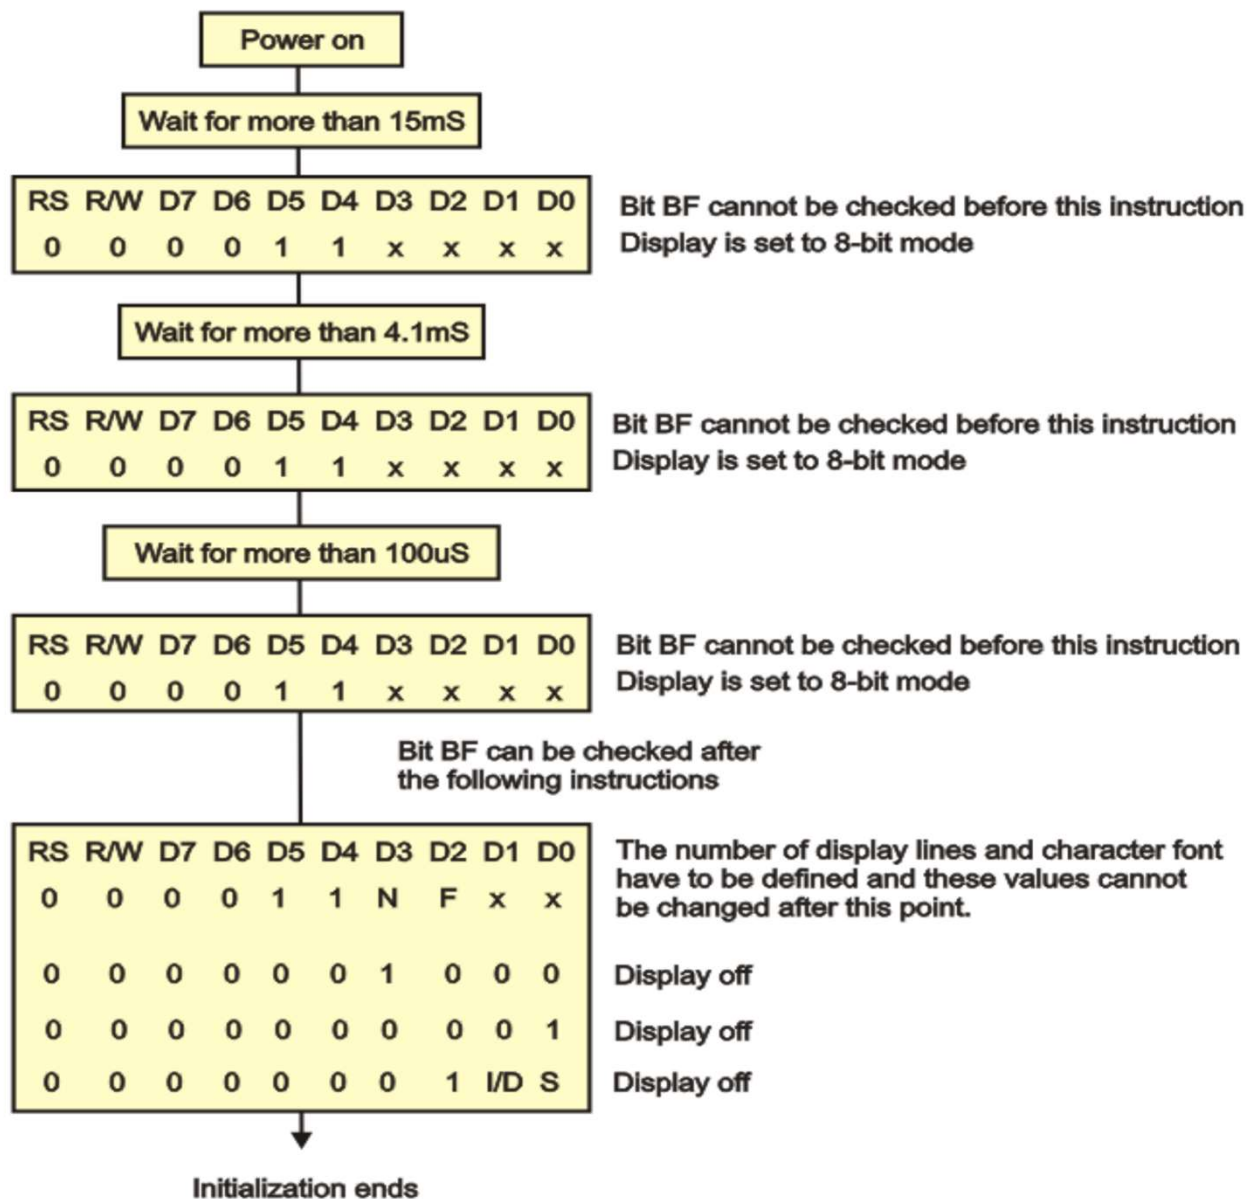 Power on
Wait for more than 15mS
RS R/W D7 D6 D5 D4 D3 D2 D1 D0
0 0 0 0 1 1 x x x x
Bit BF cannot be checked before this instruction
Display is set to 8-bit mode
Wait for more than 4.1mS
RS R/W D7 D6 D5 D4 D3 D2 D1 D0
0 0 0 0 1 1 x x x x
Bit BF cannot be checked before this instruction
Display is set to 8-bit mode
Wait for more than 100uS
RS R/W D7 D6 D5 D4 D3 D2 D1 D0
0 0 0 0 1 1 x x x x
Bit BF cannot be checked before this instruction
Display is set to 8-bit mode
Bit BF can be checked after
the following instructions
RS R/W D7 D6 D5 D4 D3 D2 D1 D0
0 0 0 0 1 1 N F x x
The number of display lines and character font
have to be defined and these values cannot
be changed after this point.
0 0 0 0 0 0 1 0 0 0
Display off
0 0 0 0 0 0 0 0 0 1
Display off
0 0 0 0 0 0 0 1 I/D S
Display off
Initialization ends